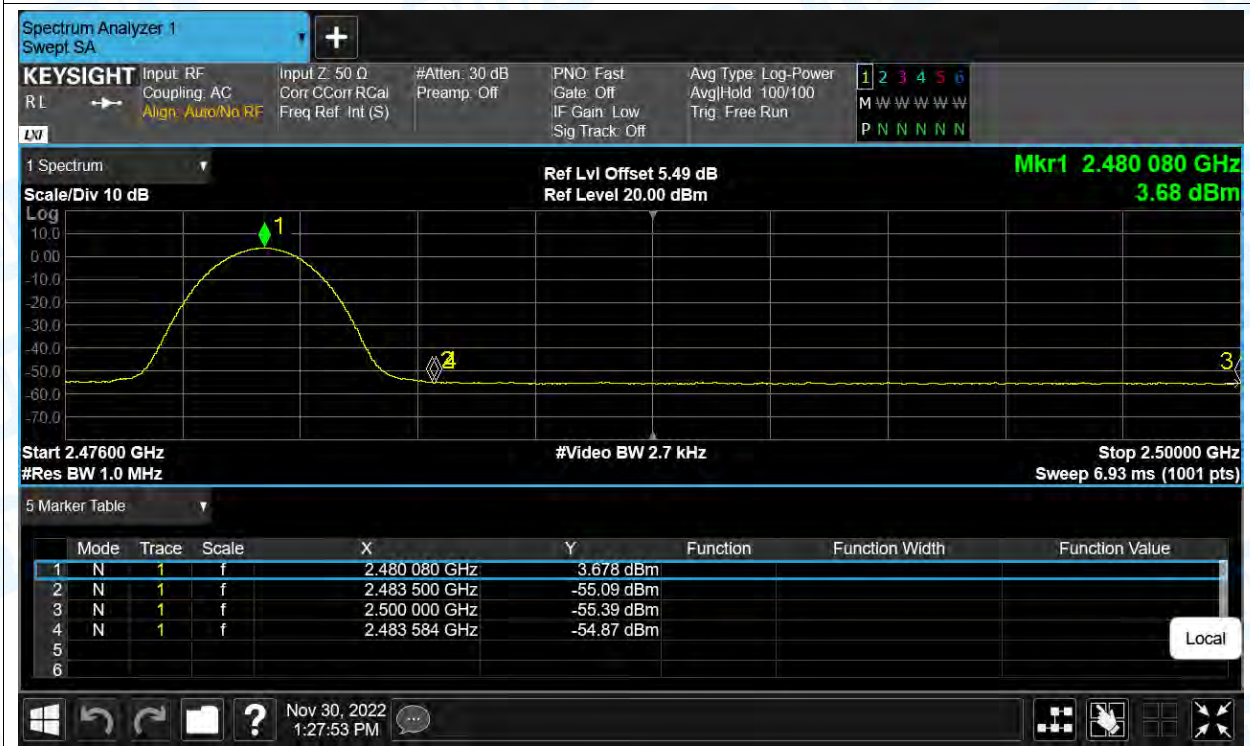 Spectrum Analyzer 1
Swept SA
+
KEYSIGHT Input: RF Input Z: 50 Ω #Atten: 30 dB PNO: Fast Avg Type: Log-Power 1 2 3 4 5 6
RL Coupling: AC Corr CCorr RCal Preamp: Off Gate: Off Avg|Hold: 100/100 M W W W W W
Align: Auto/No RF Freq Ref: Int (S) IF Gain: Low Trig: Free Run
LXI Sig Track: Off P N N N N N
1 Spectrum Ref Lvl Offset 5.49 dB Mkr1 2.480 080 GHz
Scale/Div 10 dB Ref Level 20.00 dBm 3.68 dBm
Log
10.0
1
0.00
-10.0
-20.0
-30.0
-40.0
2 4 3
-50.0
-60.0
-70.0
Start 2.47600 GHz #Video BW 2.7 kHz Stop 2.50000 GHz
#Res BW 1.0 MHz Sweep 6.93 ms (1001 pts)
5 Marker Table
Mode Trace Scale X Y Function Function Width Function Value
1 N 1 f 2.480 080 GHz 3.678 dBm
2 N 1 f 2.483 500 GHz -55.09 dBm
3 N 1 f 2.500 000 GHz -55.39 dBm
4 N 1 f 2.483 584 GHz -54.87 dBm
5
6
Local
? Nov 30, 2022
1:27:53 PM